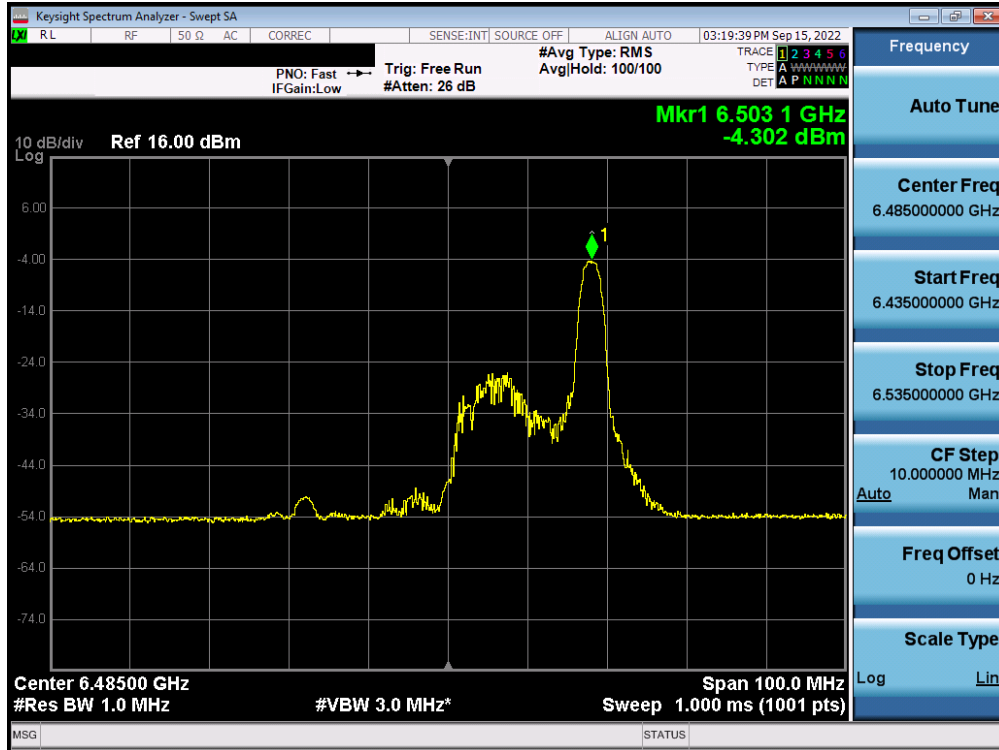 Keysight Spectrum Analyzer - Swept SA
LXI RL RF 50 Ω AC CORREC SENSE:INT SOURCE OFF ALIGN AUTO 03:19:39 PM Sep 15, 2022
PNO: Fast Trig: Free Run #Avg Type: RMS TRACE 1 2 3 4 5 6
IFGain:Low #Atten: 26 dB Avg|Hold: 100/100 TYPE A W W W W W
DET A P N N N N
Mkr1 6.503 1 GHz
-4.302 dBm
10 dB/div Ref 16.00 dBm
Log
6.00
-4.00
-14.0
-24.0
-34.0
-44.0
-54.0
-64.0
-74.0
1
Center 6.48500 GHz Span 100.0 MHz
#Res BW 1.0 MHz #VBW 3.0 MHz* Sweep 1.000 ms (1001 pts)
MSG STATUS
Frequency
Auto Tune
Center Freq
6.485000000 GHz
Start Freq
6.435000000 GHz
Stop Freq
6.535000000 GHz
CF Step
10.000000 MHz
Auto Man
Freq Offset
0 Hz
Scale Type
Log Lin